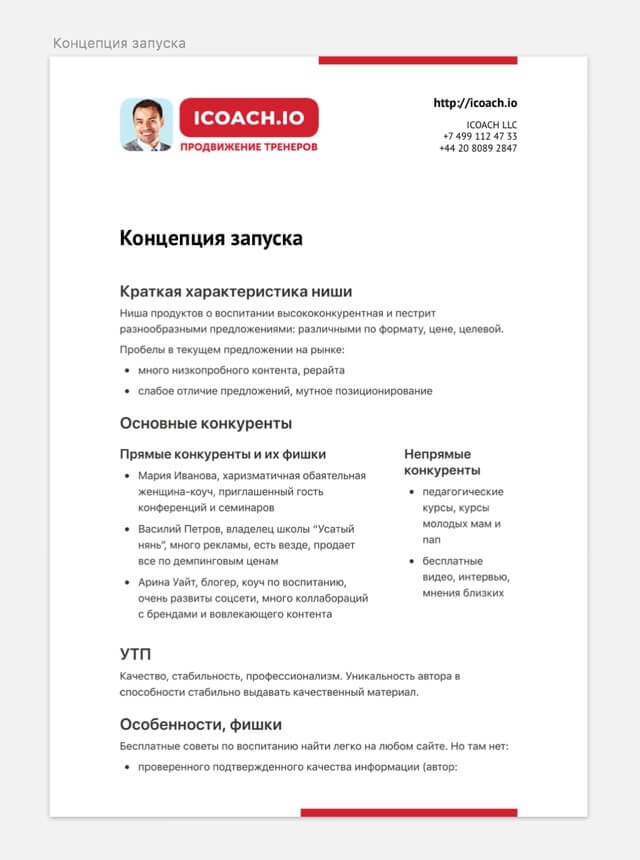 Концепция запуска
ICOACH.IO
ПРОДВИЖЕНИЕ ТРЕНЕРОВ
http://icoach.io
ICOACH LLC
+7 499 112 47 33
+44 20 8089 2847
Концепция запуска
Краткая характеристика ниши
Ниша продуктов о воспитании высококонкурентная и пестрит
разнообразными предложениями: различными по формату, цене, целевой.
Пробелы в текущем предложении на рынке:
• много низкопробного контента, рерайта
• слабое отличие предложений, мутное позиционирование
Основные конкуренты
Прямые конкуренты и их фишки
• Мария Иванова, харизматичная обаятельная
женщина-коуч, приглашенный гость
конференций и семинаров
• Василий Петров, владелец школы “Усатый
нянь”, много рекламы, есть везде, продает
все по демпинговым ценам
• Арина Уайт, блогер, коуч по воспитанию,
очень развиты соцсети, много коллабораций
с брендами и вовлекающего контента
Непрямые
конкуренты
• педагогические
курсы, курсы
молодых мам и
пап
• бесплатные
видео, интервью,
мнения близких
УТП
Качество, стабильность, профессионализм. Уникальность автора в
способности стабильно выдавать качественный материал.
Особенности, фишки
Бесплатные советы по воспитанию найти легко на любом сайте. Но там нет:
• проверенного подтвержденного качества информации (автор: